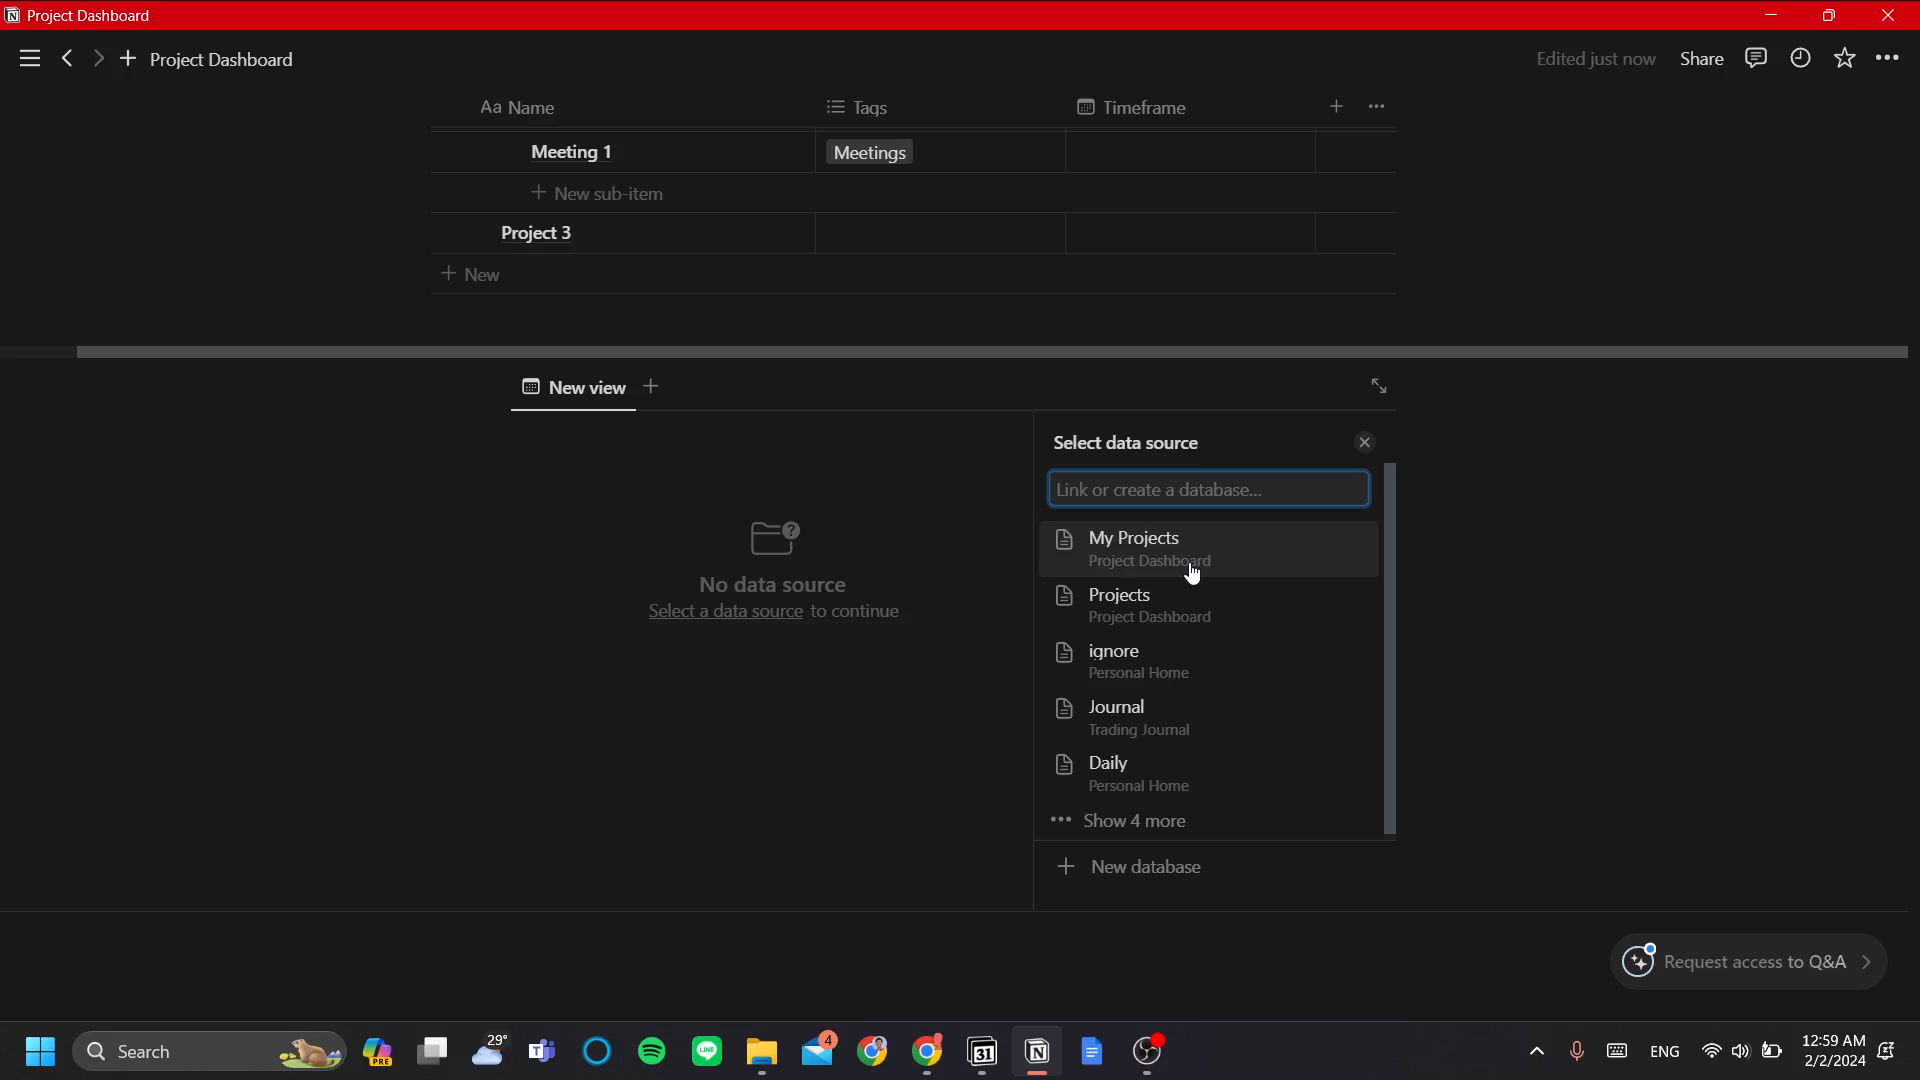 Project Dashboard
Project Dashboard
Edited just now Share
Aa Name Tags Timeframe
Meeting 1 Meetings
+ New sub-item
Project 3
+ New
New view +
Select data source
Link or create a database...
My Projects
Project Dashboard
Projects
Project Dashboard
ignore
Personal Home
Journal
Trading Journal
Daily
Personal Home
Show 4 more
+ New database
No data source
Select a data source to continue
Request access to Q&A
Search
PRE
29°
LINE
4
31
ENG
12:59 AM
2/2/2024